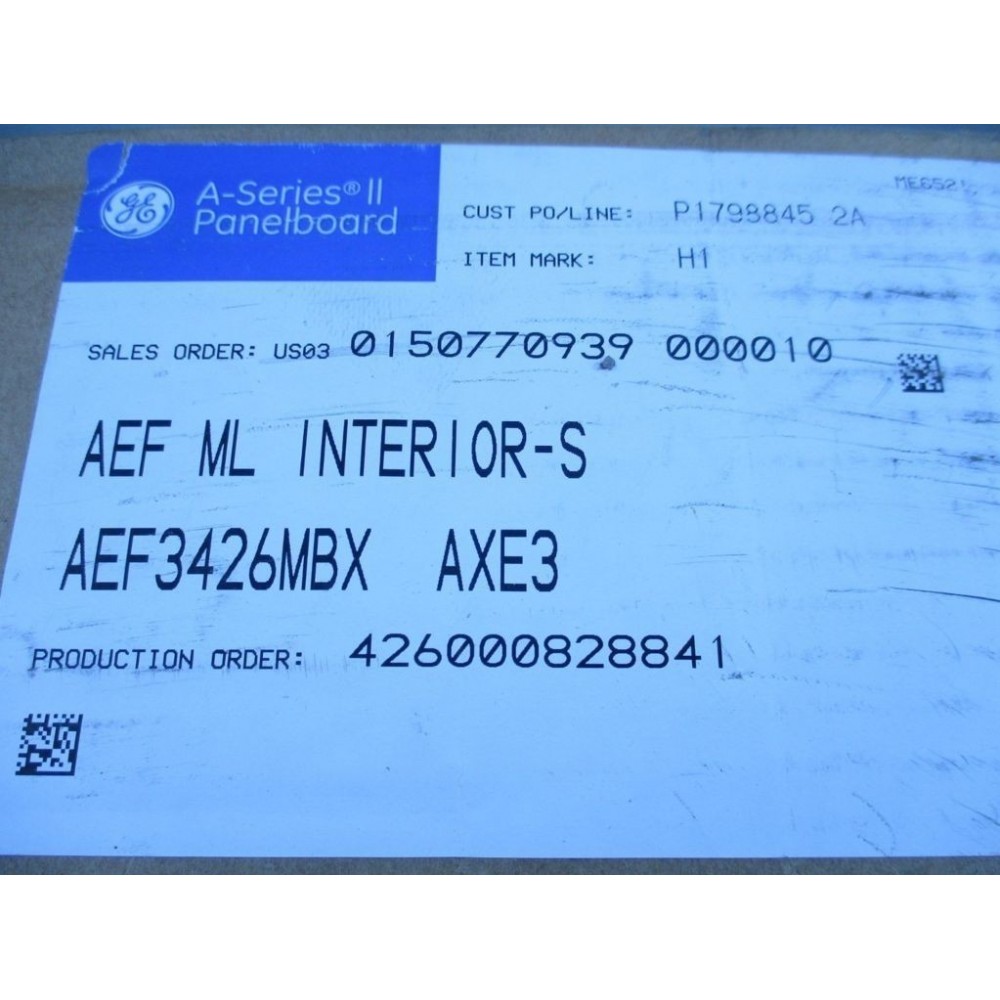 GE
A-Series® II
Panelboard
CUST PO/LINE: P1798845 2A
ITEM MARK: H1
SALES ORDER: US03 0150770939 000010
AEF ML INTERIOR-S
AEF3426MBX AXE3
PRODUCTION ORDER: 426000828841